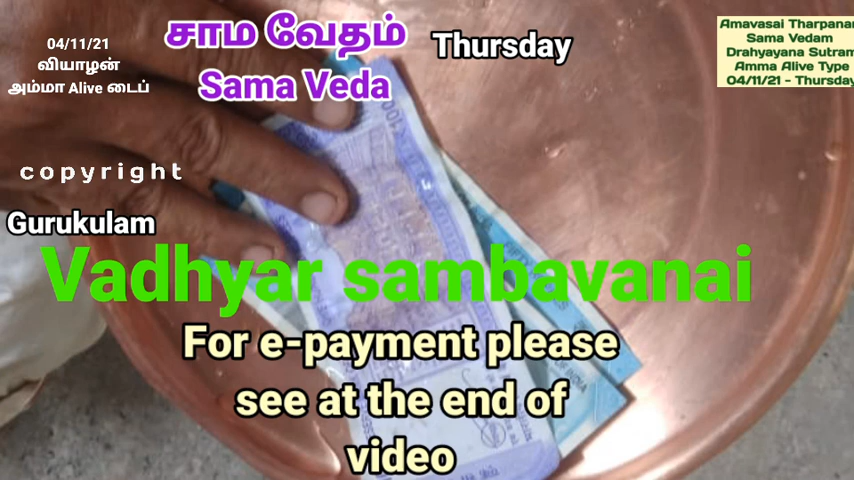 04/11/21
வியாழன்
அம்மா Alive டைப்
சாம வேதம்
Sama Veda
Thursday
Amavasai Tharpanam
Sama Vedam
Drahyayana Sutram
Amma Alive Type
04/11/21 - Thursday
copyright
Gurukulam
Vadhyar sambavanai
For e-payment please
see at the end of
video
100